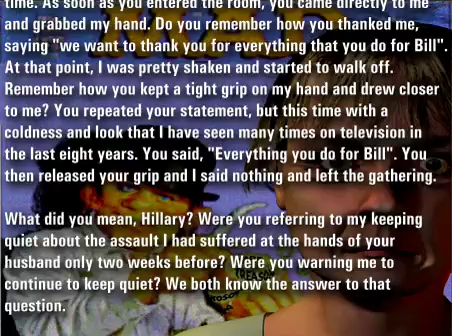 time. As soon as you entered the room, you came directly to me
and grabbed my hand. Do you remember how you thanked me,
saying "we want to thank you for everything that you do for Bill".
At that point, I was pretty shaken and started to walk off.
Remember how you kept a tight grip on my hand and drew closer
to me? You repeated your statement, but this time with a
coldness and look that I have seen many times on television in
the last eight years. You said, "Everything you do for Bill". You
then released your grip and I said nothing and left the gathering.
What did you mean, Hillary? Were you referring to my keeping
quiet about the assault I had suffered at the hands of your
husband only two weeks before? Were you warning me to
continue to keep quiet? We both know the answer to that
question.